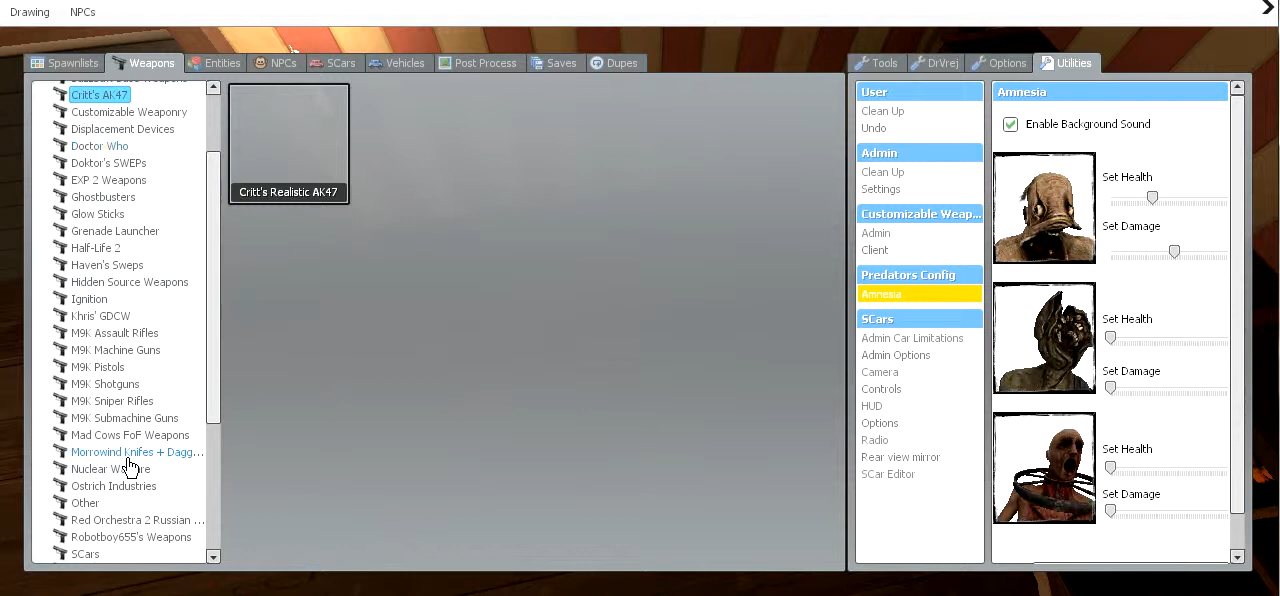 Drawing NPCs
Spawnlists Weapons Entities NPCs SCars Vehicles Post Process Saves Dupes
Critt's AK47
Customizable Weaponry
Displacement Devices
Doctor Who
Doktor's SWEPs
EXP 2 Weapons
Ghostbusters
Glow Sticks
Grenade Launcher
Half-Life 2
Haven's Sweps
Hidden Source Weapons
Ignition
Khris' GDCW
M9K Assault Rifles
M9K Machine Guns
M9K Pistols
M9K Shotguns
M9K Sniper Rifles
M9K Submachine Guns
Mad Cows FoF Weapons
Morrowind Knifes + Dagg...
Nuclear
Ostrich Industries
Other
Red Orchestra 2 Russian ...
Robotboy655's Weapons
SCars
Critt's Realistic AK47
Tools DrVrej Options Utilities
User
Clean Up
Undo
Admin
Clean Up
Settings
Customizable Weap...
Admin
Client
Predators Config
Amnesia
SCars
Admin Car Limitations
Admin Options
Camera
Controls
HUD
Options
Radio
Rear view mirror
SCar Editor
Amnesia
Enable Background Sound
Set Health
Set Damage
Set Health
Set Damage
Set Health
Set Damage